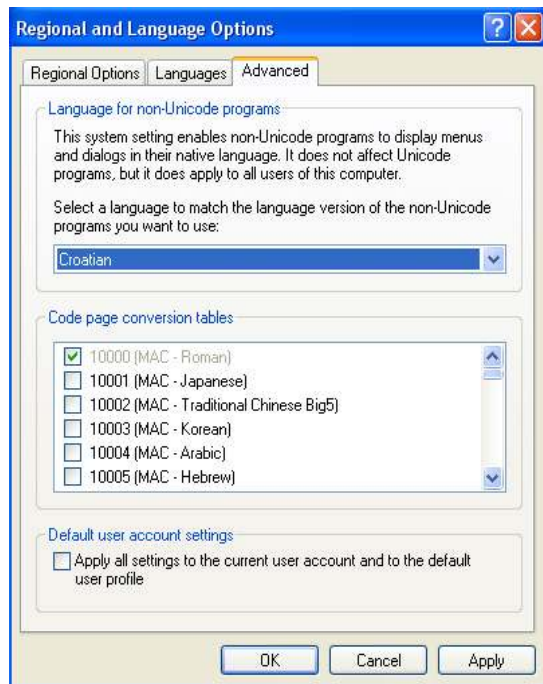 Regional and Language Options
Regional Options Languages Advanced
Language for non-Unicode programs
This system setting enables non-Unicode programs to display menus
and dialogs in their native language. It does not affect Unicode
programs, but it does apply to all users of this computer.
Select a language to match the language version of the non-Unicode
programs you want to use:
Croatian
Code page conversion tables
10000 (MAC - Roman)
10001 (MAC - Japanese)
10002 (MAC - Traditional Chinese Big5)
10003 (MAC - Korean)
10004 (MAC - Arabic)
10005 (MAC - Hebrew)
Default user account settings
Apply all settings to the current user account and to the default
user profile
OK Cancel Apply